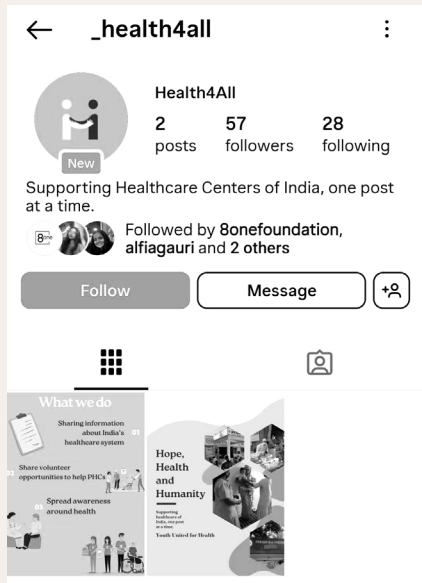 _health4all
Health4All
2 57 28
posts followers following
New
Supporting Healthcare Centers of India, one post
at a time.
8one
Followed by 8onefoundation,
alfiagauri and 2 others
Follow Message
What we do
Sharing information
about India's
healthcare system
01
02
Share volunteer
opportunities to help PHCs
03
Spread awareness
around health
Hope,
Health
and
Humanity
Supporting
healthcare of
India, one post
at a time.
Youth United for Health